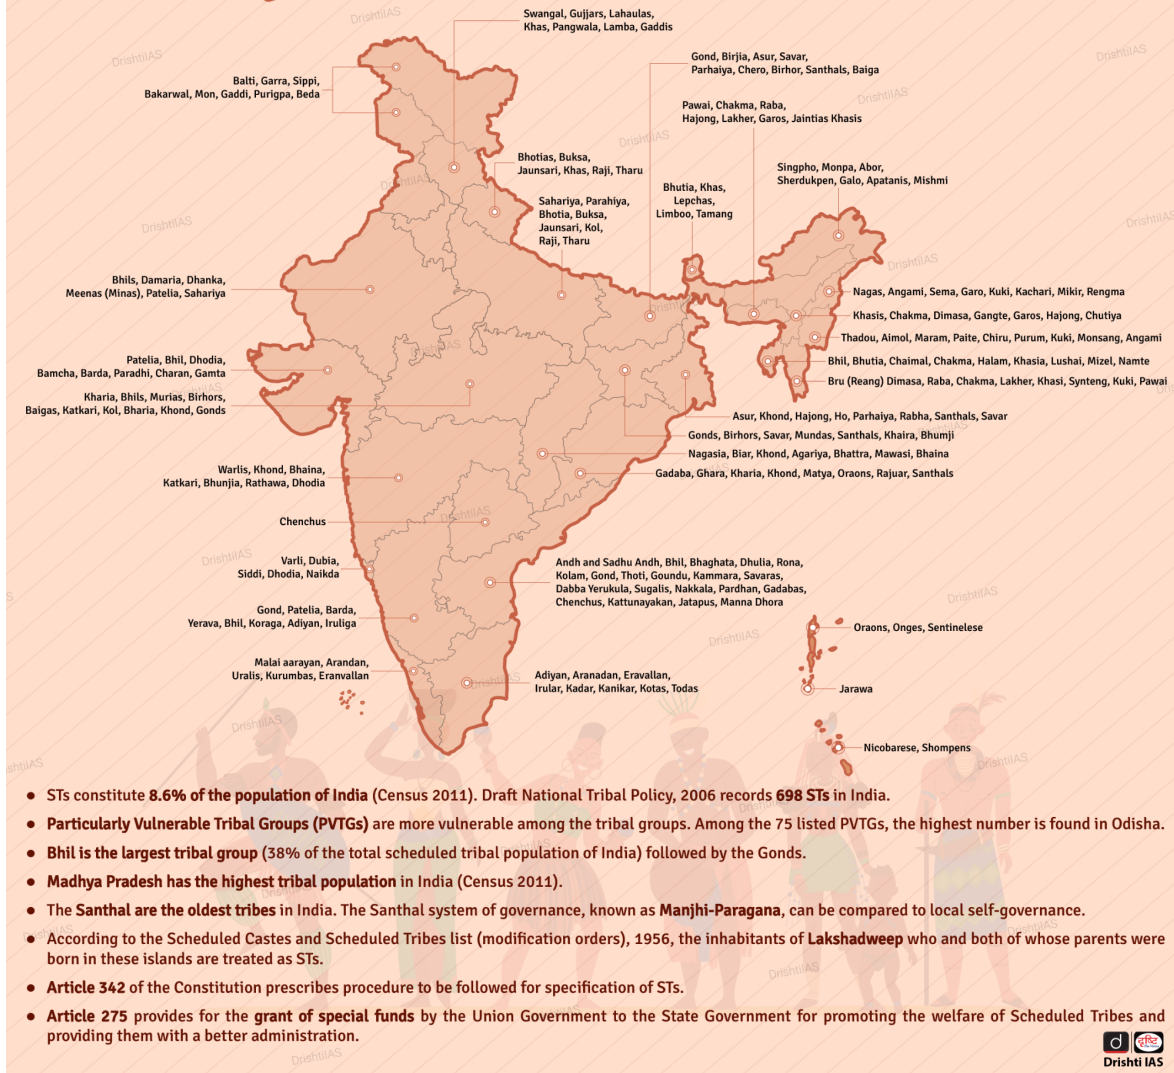 Swangal, Gujjars, Lahaulas,
Khas, Pangwala, Lamba, Gaddis
Balti, Garra, Sippi,
Bakarwal, Mon, Gaddi, Purigpa, Beda
Gond, Birjia, Asur, Savar,
Parhaiya, Chero, Birhor, Santhals, Baiga
Pawai, Chakma, Raba,
Hajong, Lakher, Garos, Jaintias Khasis
Bhotias, Buksa,
Jaunsari, Khas, Raji, Tharu
Singpho, Monpa, Abor,
Sherdukpen, Galo, Apatanis, Mishmi
Bhutia, Khas,
Lepchas,
Limboo, Tamang
Sahariya, Parahiya,
Bhotia, Buksa,
Jaunsari, Kol,
Raji, Tharu
Bhils, Damaria, Dhanka,
Meenas (Minas), Patelia, Sahariya
Nagas, Angami, Sema, Garo, Kuki, Kachari, Mikir, Rengma
Khasis, Chakma, Dimasa, Gangte, Garos, Hajong, Chutiya
Thadou, Aimol, Maram, Paite, Chiru, Purum, Kuki, Monsang, Angami
Patelia, Bhil, Dhodia,
Bamcha, Barda, Paradhi, Charan, Gamta
Bhil, Bhutia, Chaimal, Chakma, Halam, Khasia, Lushai, Mizel, Namte
Bru (Reang) Dimasa, Raba, Chakma, Lakher, Khasi, Synteng, Kuki, Pawai
Kharia, Bhils, Murias, Birhors,
Baigas, Katkari, Kol, Bharia, Khond, Gonds
Asur, Khond, Hajong, Ho, Parhaiya, Rabha, Santhals, Savar
Gonds, Birhors, Savar, Mundas, Santhals, Khaira, Bhumji
Nagasia, Biar, Khond, Agariya, Bhattra, Mawasi, Bhaina
Warlis, Khond, Bhaina,
Katkari, Bhunjia, Rathawa, Dhodia
Gadaba, Ghara, Kharia, Khond, Matya, Oraons, Rajuar, Santhals
Chenchus
Varli, Dubia,
Siddi, Dhodia, Naikda
Andh and Sadhu Andh, Bhil, Bhaghata, Dhulia, Rona,
Kolam, Gond, Thoti, Goundu, Kammara, Savaras,
Dabba Yerukula, Sugalis, Nakkala, Pardhan, Gadabas,
Chenchus, Kattunayakan, Jatapus, Manna Dhora
Gond, Patelia, Barda,
Yerava, Bhil, Koraga, Adiyan, Iruliga
Oraons, Onges, Sentinelese
Malai aarayan, Arandan,
Uralis, Kurumbas, Eranvallan
Adiyan, Aranadan, Eravallan,
Irular, Kadar, Kanikar, Kotas, Todas
Jarawa
Nicobarese, Shompens
● STs constitute 8.6% of the population of India (Census 2011). Draft National Tribal Policy, 2006 records 698 STs in India.
● Particularly Vulnerable Tribal Groups (PVTGs) are more vulnerable among the tribal groups. Among the 75 listed PVTGs, the highest number is found in Odisha.
● Bhil is the largest tribal group (38% of the total scheduled tribal population of India) followed by the Gonds.
● Madhya Pradesh has the highest tribal population in India (Census 2011).
● The Santhal are the oldest tribes in India. The Santhal system of governance, known as Manjhi-Paragana, can be compared to local self-governance.
● According to the Scheduled Castes and Scheduled Tribes list (modification orders), 1956, the inhabitants of Lakshadweep who and both of whose parents were
born in these islands are treated as STs.
● Article 342 of the Constitution prescribes procedure to be followed for specification of STs.
● Article 275 provides for the grant of special funds by the Union Government to the State Government for promoting the welfare of Scheduled Tribes and
providing them with a better administration.
d दृष्टि
Drishti IAS